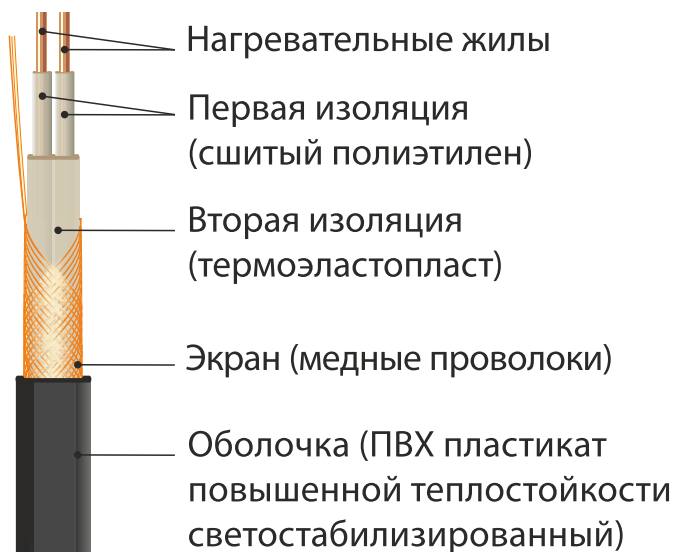 Нагревательные жилы
Первая изоляция
(сшитый полиэтилен)
Вторая изоляция
(термоэластопласт)
Экран (медные проволоки)
Оболочка (ПВХ пластикат
повышенной теплостойкости
светостабилизированный)